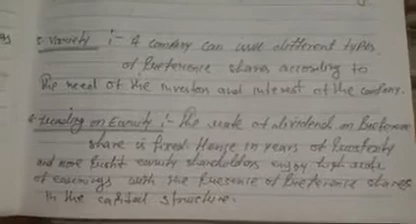 5. Variety :- A company can issue different types
of Preference shares according to
the need of the investor and interest of the company.
6. Trading on Equity :- The rate of dividend on Preference
share is fixed. Hence in years of Prosperity
and more Profit equity shareholders enjoy high rate
of earnings with the Presence of Preference shares
in the capital structure.